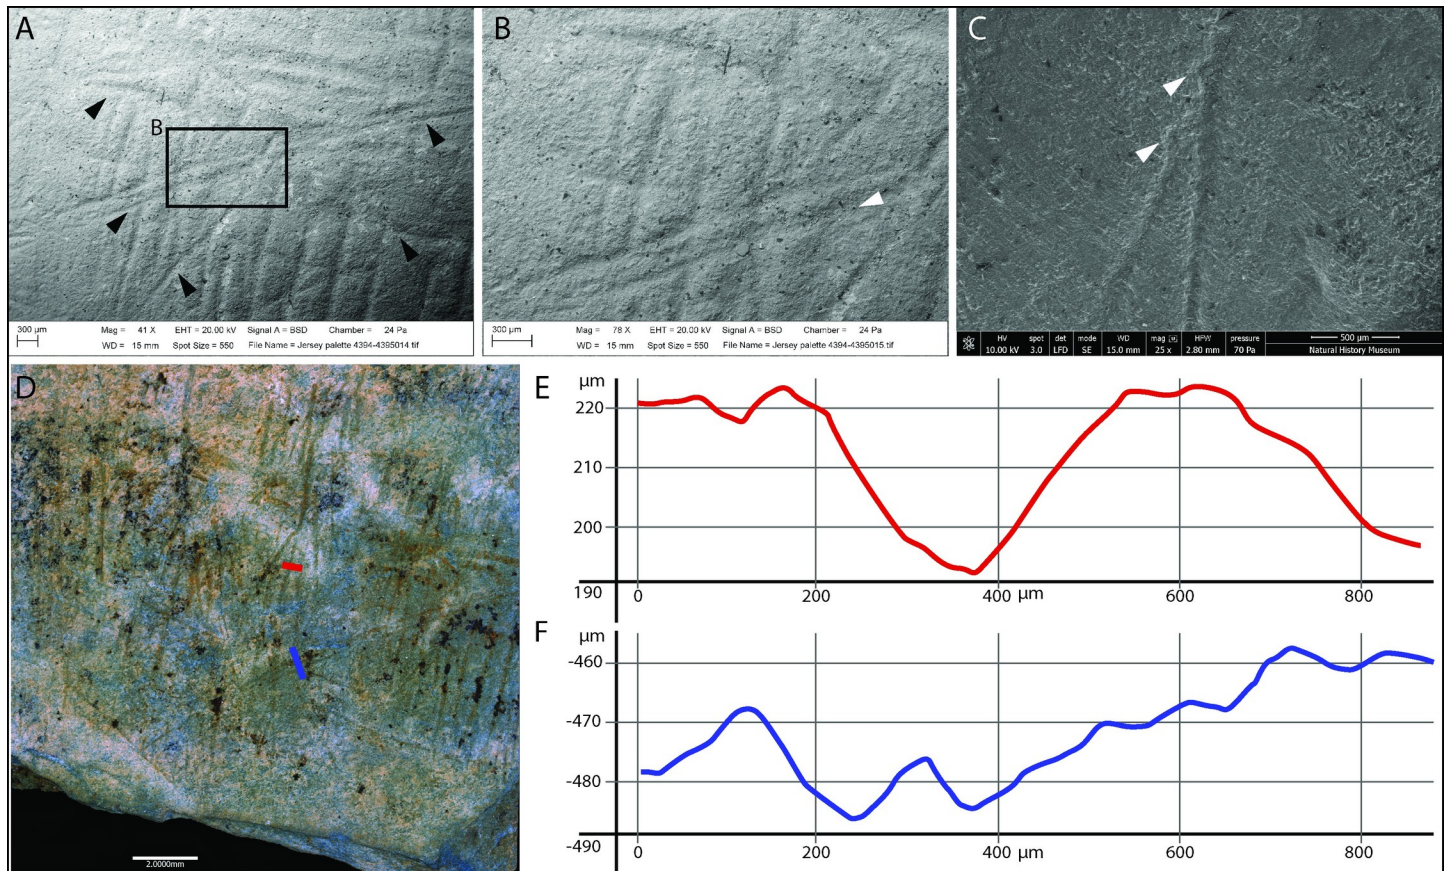 A
B
B
C
300 µm
Mag = 41 X EHT = 20.00 kV Signal A = BSD Chamber = 24 Pa
WD = 15 mm Spot Size = 550 File Name = Jersey palette 4394-4395014.tif
300 µm
Mag = 78 X EHT = 20.00 kV Signal A = BSD Chamber = 24 Pa
WD = 15 mm Spot Size = 550 File Name = Jersey palette 4394-4395015.tif
HV spot det mode WD mag HFW pressure 500 µm
10.00 kV 3.0 LFD SE 15.0 mm 25 x 2.80 mm 70 Pa Natural History Museum
D
2.0000mm
E
µm
220
210
200
190
0 200 400 µm 600 800
F
µm
-460
-470
-480
-490
0 200 400 µm 600 800